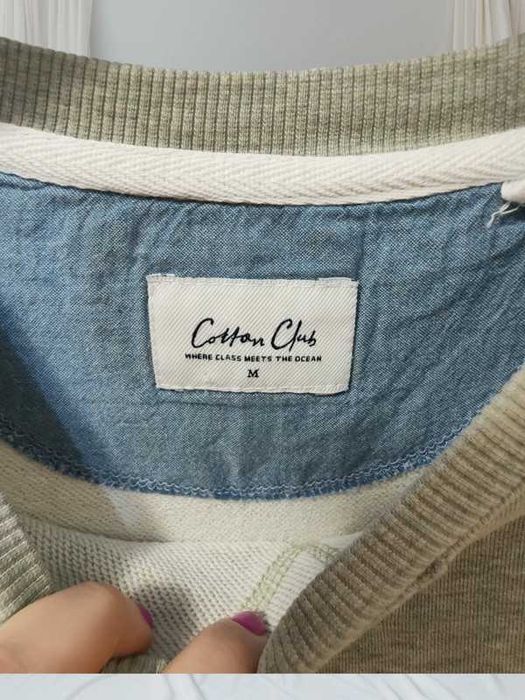 Cotton Club
WHERE CLASS MEETS THE OCEAN
M